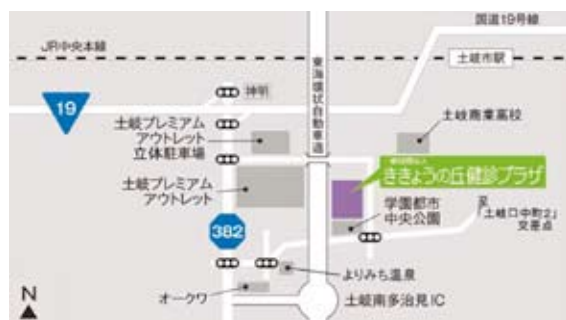 国道19号線
JR中央本線
土岐市駅
東海環状自動車道
19
神明
土岐プレミアム
アウトレット
立体駐車場
土岐商業高校
ききょうの丘健診プラザ
土岐プレミアム
アウトレット
学園都市
中央公園
至
「土岐口中町2」
交差点
382
よりみち温泉
オークワ
土岐南多治見IC
N